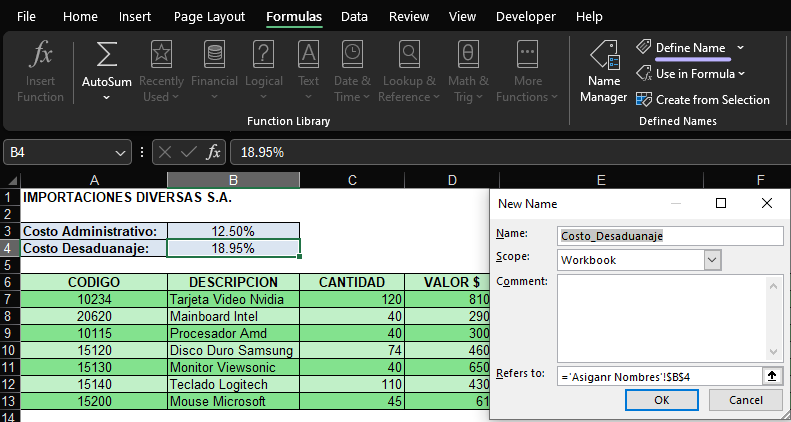 File Home Insert Page Layout Formulas Data Review View Developer Help
Insert Function
AutoSum
Recently Used
Financial
Logical
Text
Date & Time
Lookup & Reference
Math & Trig
More Functions
Function Library
Name Manager
Define Name
Use in Formula
Create from Selection
Defined Names
B4 fx 18.95%
A B C D E F
1 IMPORTACIONES DIVERSAS S.A.
2
3 Costo Administrativo: 12.50%
4 Costo Desaduanaje: 18.95%
5
6 CODIGO DESCRIPCION CANTIDAD VALOR $
7 10234 Tarjeta Video Nvidia 120 810
8 20620 Mainboard Intel 40 290
9 10115 Procesador Amd 40 300
10 15120 Disco Duro Samsung 74 460
11 15130 Monitor Viewsonic 40 650
12 15140 Teclado Logitech 110 430
13 15200 Mouse Microsoft 45 61
14
New Name
Name: Costo_Desaduanaje
Scope: Workbook
Comment:
Refers to: ='Asiganr Nombres'!$B$4
OK Cancel